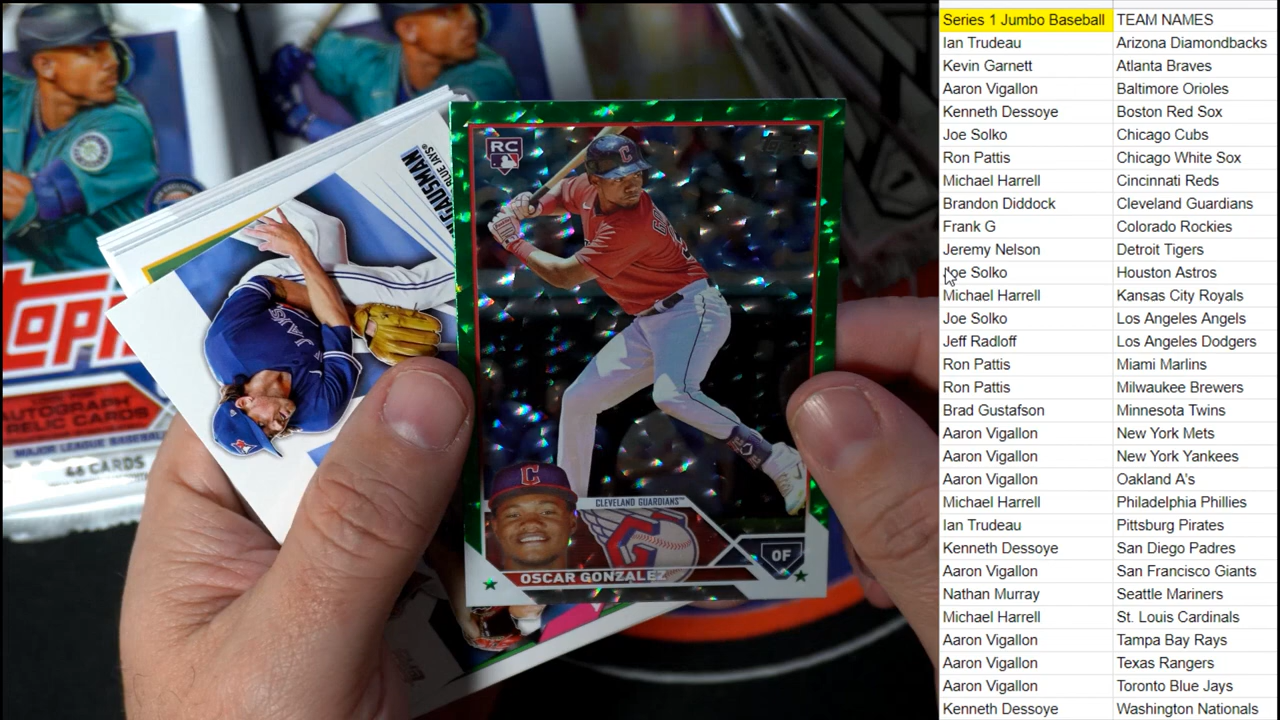 Series 1 Jumbo Baseball TEAM NAMES
Ian Trudeau Arizona Diamondbacks
Kevin Garnett Atlanta Braves
Aaron Vigallon Baltimore Orioles
Kenneth Dessoye Boston Red Sox
Joe Solko Chicago Cubs
Ron Pattis Chicago White Sox
Michael Harrell Cincinnati Reds
Brandon Diddock Cleveland Guardians
Frank G Colorado Rockies
Jeremy Nelson Detroit Tigers
Joe Solko Houston Astros
Michael Harrell Kansas City Royals
Joe Solko Los Angeles Angels
Jeff Radloff Los Angeles Dodgers
Ron Pattis Miami Marlins
Ron Pattis Milwaukee Brewers
Brad Gustafson Minnesota Twins
Aaron Vigallon New York Mets
Aaron Vigallon New York Yankees
Aaron Vigallon Oakland A's
Michael Harrell Philadelphia Phillies
Ian Trudeau Pittsburg Pirates
Kenneth Dessoye San Diego Padres
Aaron Vigallon San Francisco Giants
Nathan Murray Seattle Mariners
Michael Harrell St. Louis Cardinals
Aaron Vigallon Tampa Bay Rays
Aaron Vigallon Texas Rangers
Aaron Vigallon Toronto Blue Jays
Kenneth Dessoye Washington Nationals
RC
topps
C
C
CLEVELAND GUARDIANS™
OF
OSCAR GONZALEZ
BLUE JAYS®
JAYS
AUTOGRAPH
RELIC CARDS
MAJOR LEAGUE BASEBALL
CARDS